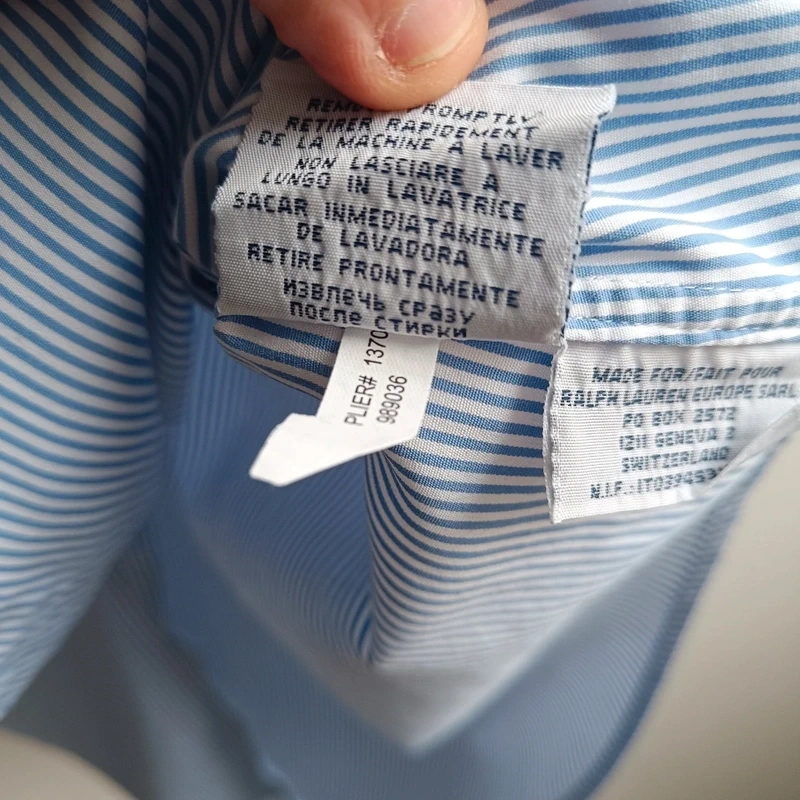 PROMPTLY
RETIRER RAPIDEMENT
DE LA MACHINE A LAVER
NON LASCIARE A
LUNGO IN LAVATRICE
SACAR INMEDIATAMENTE
DE LAVADORA
RETIRE PRONTAMENTE
ИЗВЛЕЧЬ СРАЗУ
ПОСЛЕ СТИРКИ
PLIER# 1370
989036
MADE FOR/FAIT POUR
RALPH LAUREN EUROPE SARL
PO BOX 2572
1211 GENEVA 2
SWITZERLAND